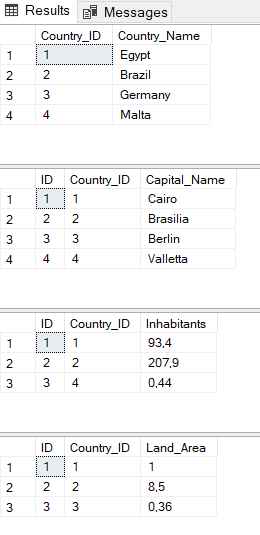 Results Messages
Country_ID Country_Name
1 1 Egypt
2 2 Brazil
3 3 Germany
4 4 Malta
ID Country_ID Capital_Name
1 1 1 Cairo
2 2 2 Brasilia
3 3 3 Berlin
4 4 4 Valletta
ID Country_ID Inhabitants
1 1 1 93,4
2 2 2 207,9
3 3 4 0,44
ID Country_ID Land_Area
1 1 1 1
2 2 2 8,5
3 3 3 0,36